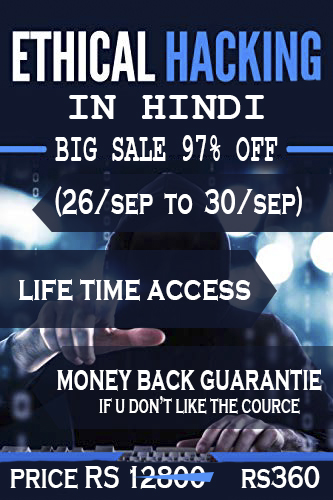 ETHICAL HACKING
IN HINDI
BIG SALE 97% OFF
(26/SEP TO 30/SEP)
LIFE TIME ACCESS
MONEY BACK GUARANTIE
IF U DON'T LIKE THE COURCE
PRICE RS 12800 RS360